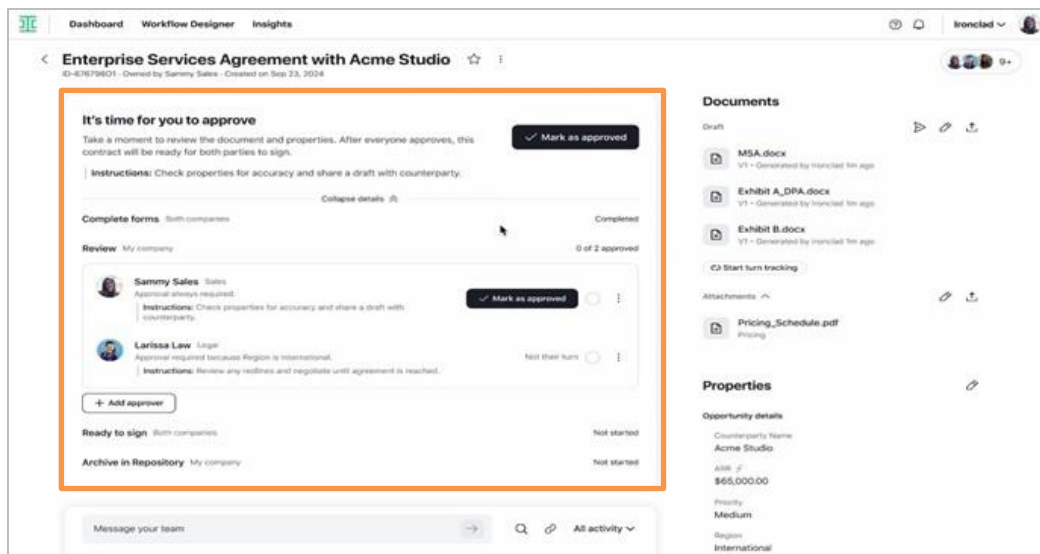 Dashboard Workflow Designer Insights
Ironclad
Enterprise Services Agreement with Acme Studio
ID-67679801 · Owned by Sammy Sales · Created on Sep 23, 2024
9+
It's time for you to approve
Take a moment to review the document and properties. After everyone approves, this
contract will be ready for both parties to sign.
Mark as approved
Instructions: Check properties for accuracy and share a draft with counterparty.
Collapse details
Complete forms Both companies Completed
Review My company 0 of 2 approved
Sammy Sales Sales
Approval always required.
Instructions: Check properties for accuracy and share a draft with
counterparty.
Mark as approved
Larissa Law Legal
Approval required because Region is International.
Instructions: Review any redlines and negotiate until agreement is reached.
Not their turn
+ Add approver
Ready to sign Both companies Not started
Archive in Repository My company Not started
Message your team
All activity
Documents
Draft
MSA.docx
V1 • Generated by Ironclad 1m ago
Exhibit A_DPA.docx
V1 • Generated by Ironclad 1m ago
Exhibit B.docx
V1 • Generated by Ironclad 1m ago
Start turn tracking
Attachments
Pricing_Schedule.pdf
Pricing
Properties
Opportunity details
Counterparty Name
Acme Studio
ARR
$65,000.00
Priority
Medium
Region
International